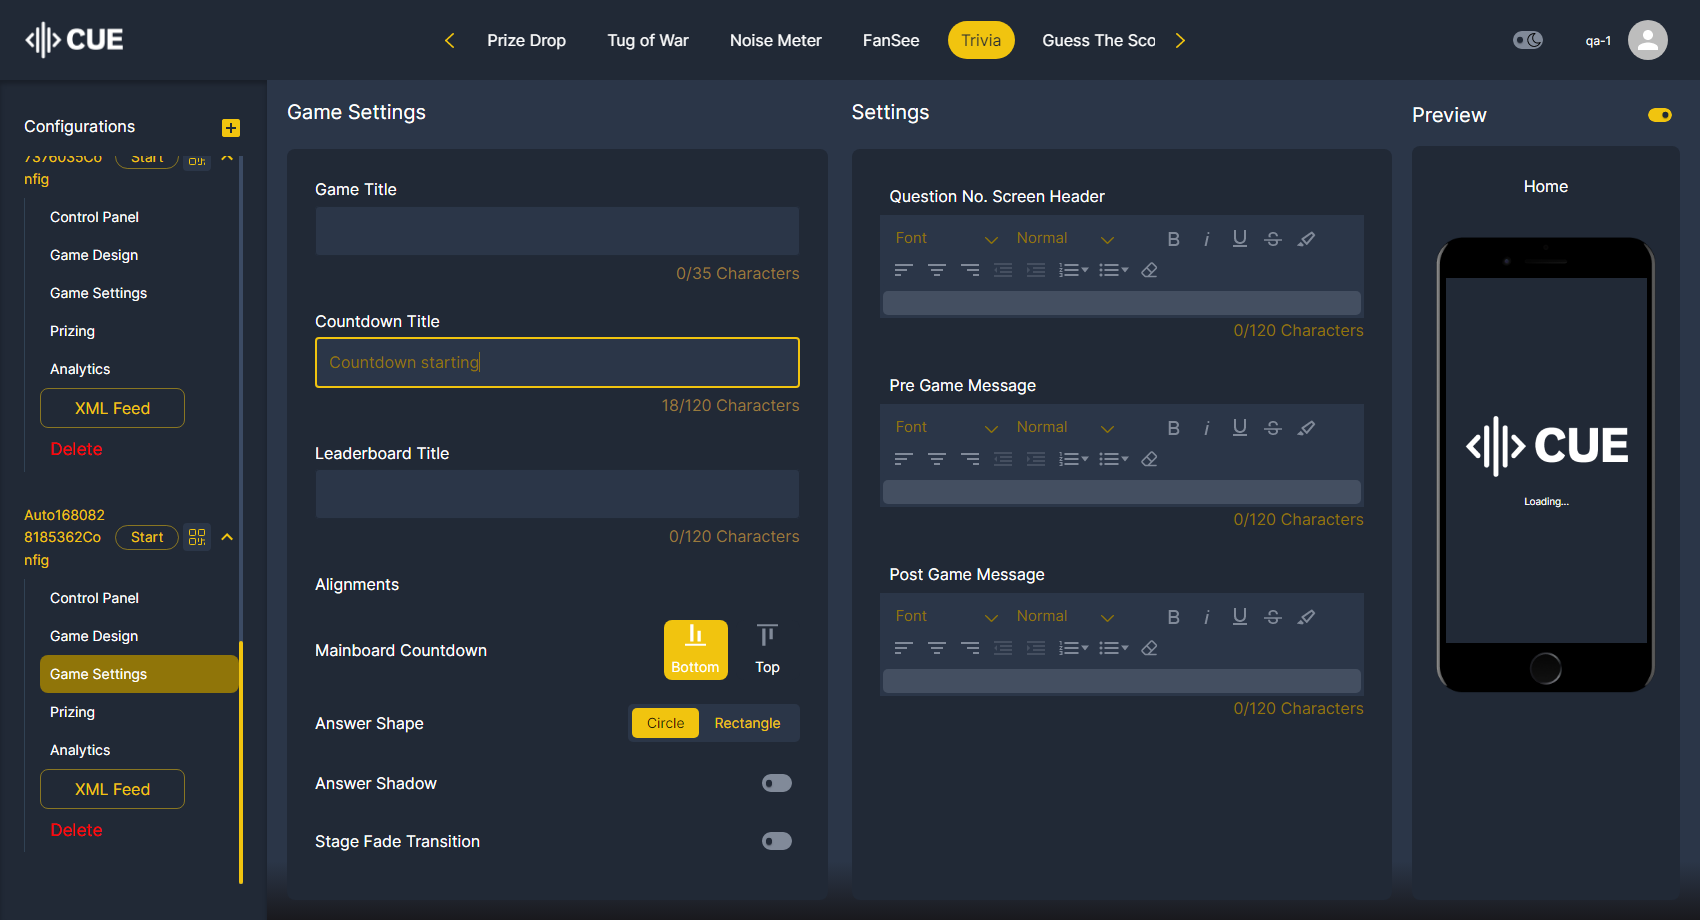 CUE
Prize Drop
Tug of War
Noise Meter
FanSee
Trivia
Guess The Sco
qa-1
Configurations
7376035Co
nfig
Start
Control Panel
Game Design
Game Settings
Prizing
Analytics
XML Feed
Delete
Auto168082
8185362Co
nfig
Start
Control Panel
Game Design
Game Settings
Prizing
Analytics
XML Feed
Delete
Game Settings
Game Title
0/35 Characters
Countdown Title
Countdown starting
18/120 Characters
Leaderboard Title
0/120 Characters
Alignments
Mainboard Countdown
Bottom
Top
Answer Shape
Circle
Rectangle
Answer Shadow
Stage Fade Transition
Settings
Question No. Screen Header
Font
Normal
B i U S
0/120 Characters
Pre Game Message
Font
Normal
B i U S
0/120 Characters
Post Game Message
Font
Normal
B i U S
0/120 Characters
Preview
Home
CUE
Loading...